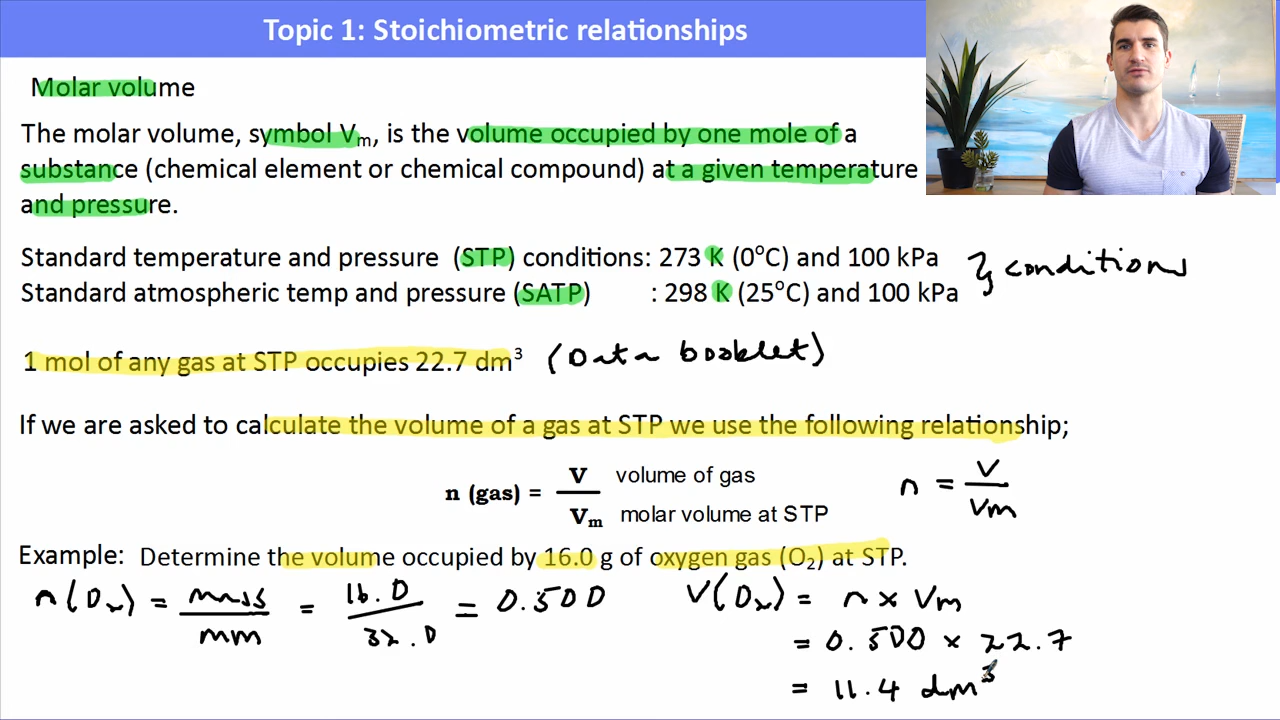 Topic 1: Stoichiometric relationships
Molar volume
The molar volume, symbol Vₘ, is the volume occupied by one mole of a
substance (chemical element or chemical compound) at a given temperature
and pressure.
Standard temperature and pressure (STP) conditions: 273 K (0°C) and 100 kPa
Standard atmospheric temp and pressure (SATP) : 298 K (25°C) and 100 kPa
} conditions
1 mol of any gas at STP occupies 22.7 dm³ (Data booklet)
If we are asked to calculate the volume of a gas at STP we use the following relationship;
n (gas) = V / Vₘ
volume of gas
molar volume at STP
n = V / Vm
Example: Determine the volume occupied by 16.0 g of oxygen gas (O₂) at STP.
n(O₂) = mass / mm = 16.0 / 32.0 = 0.500
V(O₂) = n × Vm
= 0.500 × 22.7
= 11.4 dm³